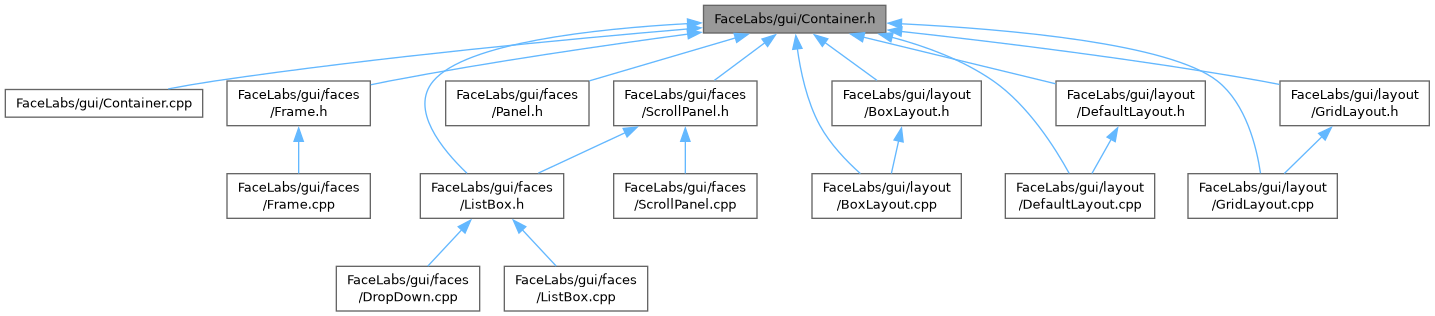 FaceLabs/gui/Container.h
FaceLabs/gui/Container.cpp
FaceLabs/gui/faces
/Frame.h
FaceLabs/gui/faces
/Panel.h
FaceLabs/gui/faces
/ScrollPanel.h
FaceLabs/gui/layout
/BoxLayout.h
FaceLabs/gui/layout
/DefaultLayout.h
FaceLabs/gui/layout
/GridLayout.h
FaceLabs/gui/faces
/Frame.cpp
FaceLabs/gui/faces
/ListBox.h
FaceLabs/gui/faces
/ScrollPanel.cpp
FaceLabs/gui/layout
/BoxLayout.cpp
FaceLabs/gui/layout
/DefaultLayout.cpp
FaceLabs/gui/layout
/GridLayout.cpp
FaceLabs/gui/faces
/DropDown.cpp
FaceLabs/gui/faces
/ListBox.cpp